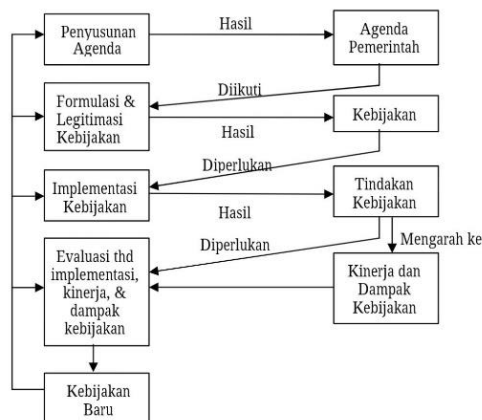 Penyusunan
Agenda
Hasil
Agenda
Pemerintah
Diikuti
Formulasi &
Legitimasi
Kebijakan
Hasil
Kebijakan
Diperlukan
Implementasi
Kebijakan
Hasil
Tindakan
Kebijakan
Diperlukan
Mengarah ke
Evaluasi thd
implementasi,
kinerja, &
dampak
kebijakan
Kinerja dan
Dampak
Kebijakan
Kebijakan
Baru